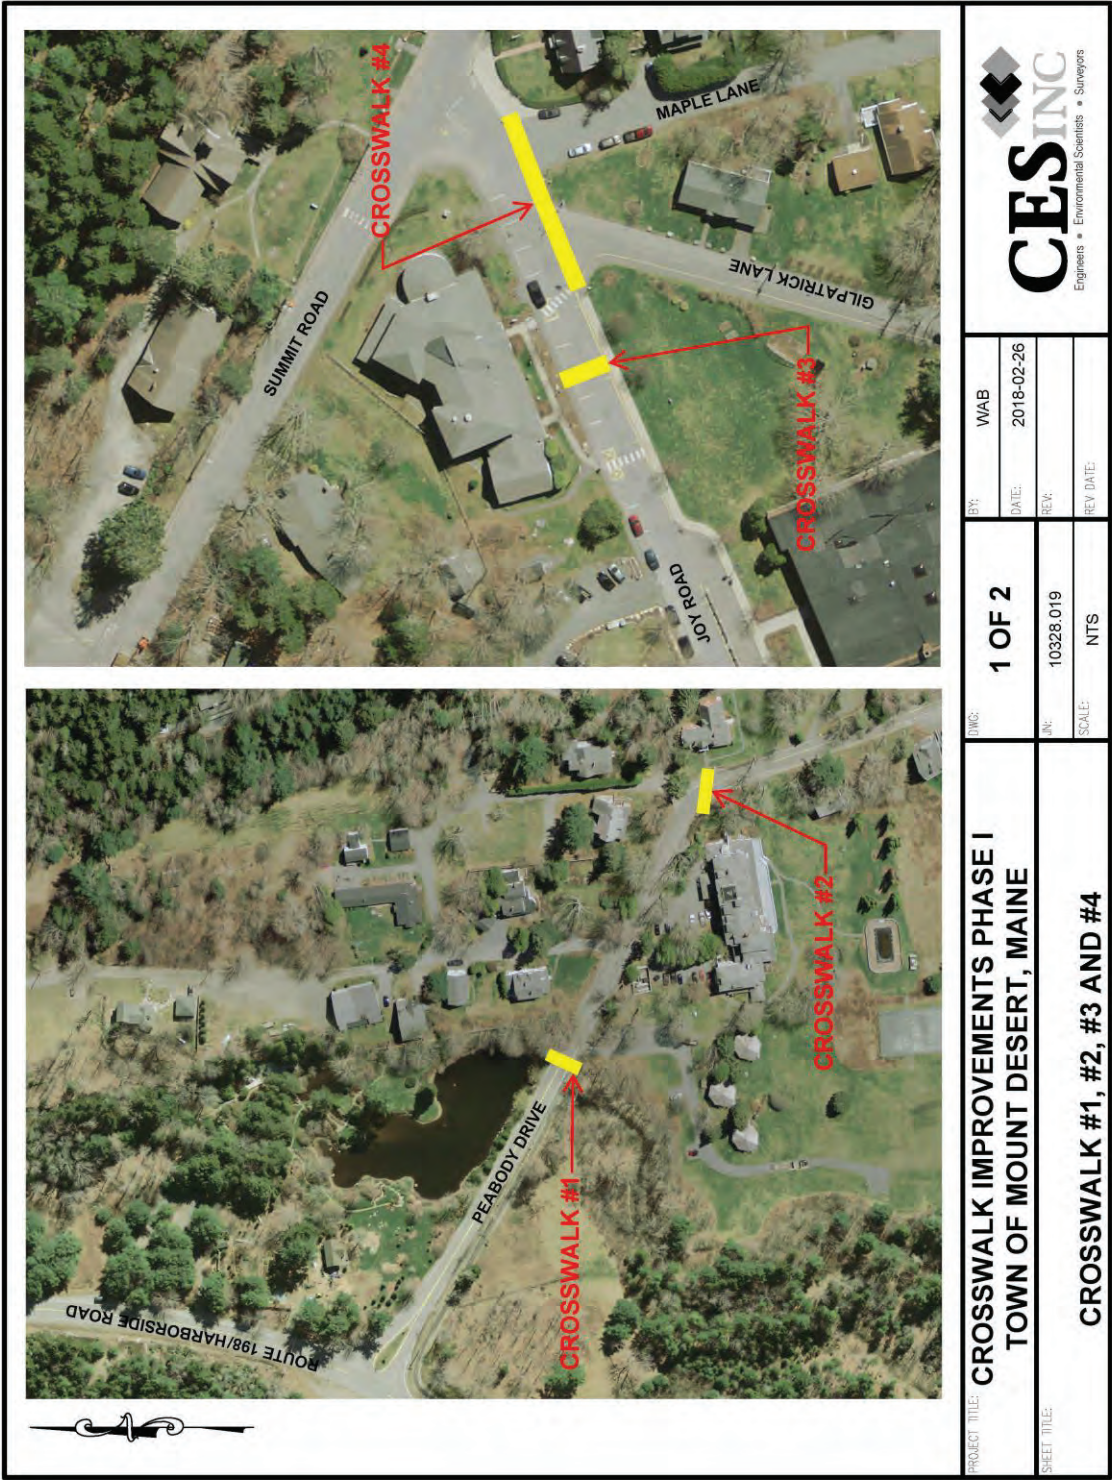 ROUTE 198/HARBORSIDE ROAD
PEABODY DRIVE
CROSSWALK #1
CROSSWALK #2
SUMMIT ROAD
CROSSWALK #4
MAPLE LANE
GILPATRICK LANE
CROSSWALK #3
JOY ROAD
PROJECT TITLE:
CROSSWALK IMPROVEMENTS PHASE I
TOWN OF MOUNT DESERT, MAINE
SHEET TITLE:
CROSSWALK #1, #2, #3 AND #4
DWG:
1 OF 2
JN:
10328.019
SCALE:
NTS
BY:
WAB
DATE:
2018-02-26
REV:
REV DATE:
CESINC
Engineers • Environmental Scientists • Surveyors